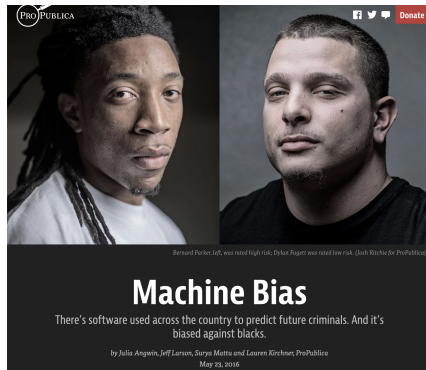 PROPUBLICA
Donate
Bernard Parker, left, was rated high risk; Dylan Fugett was rated low risk. (Josh Ritchie for ProPublica)
Machine Bias
There's software used across the country to predict future criminals. And it's
biased against blacks.
by Julia Angwin, Jeff Larson, Surya Mattu and Lauren Kirchner, ProPublica
May 23, 2016